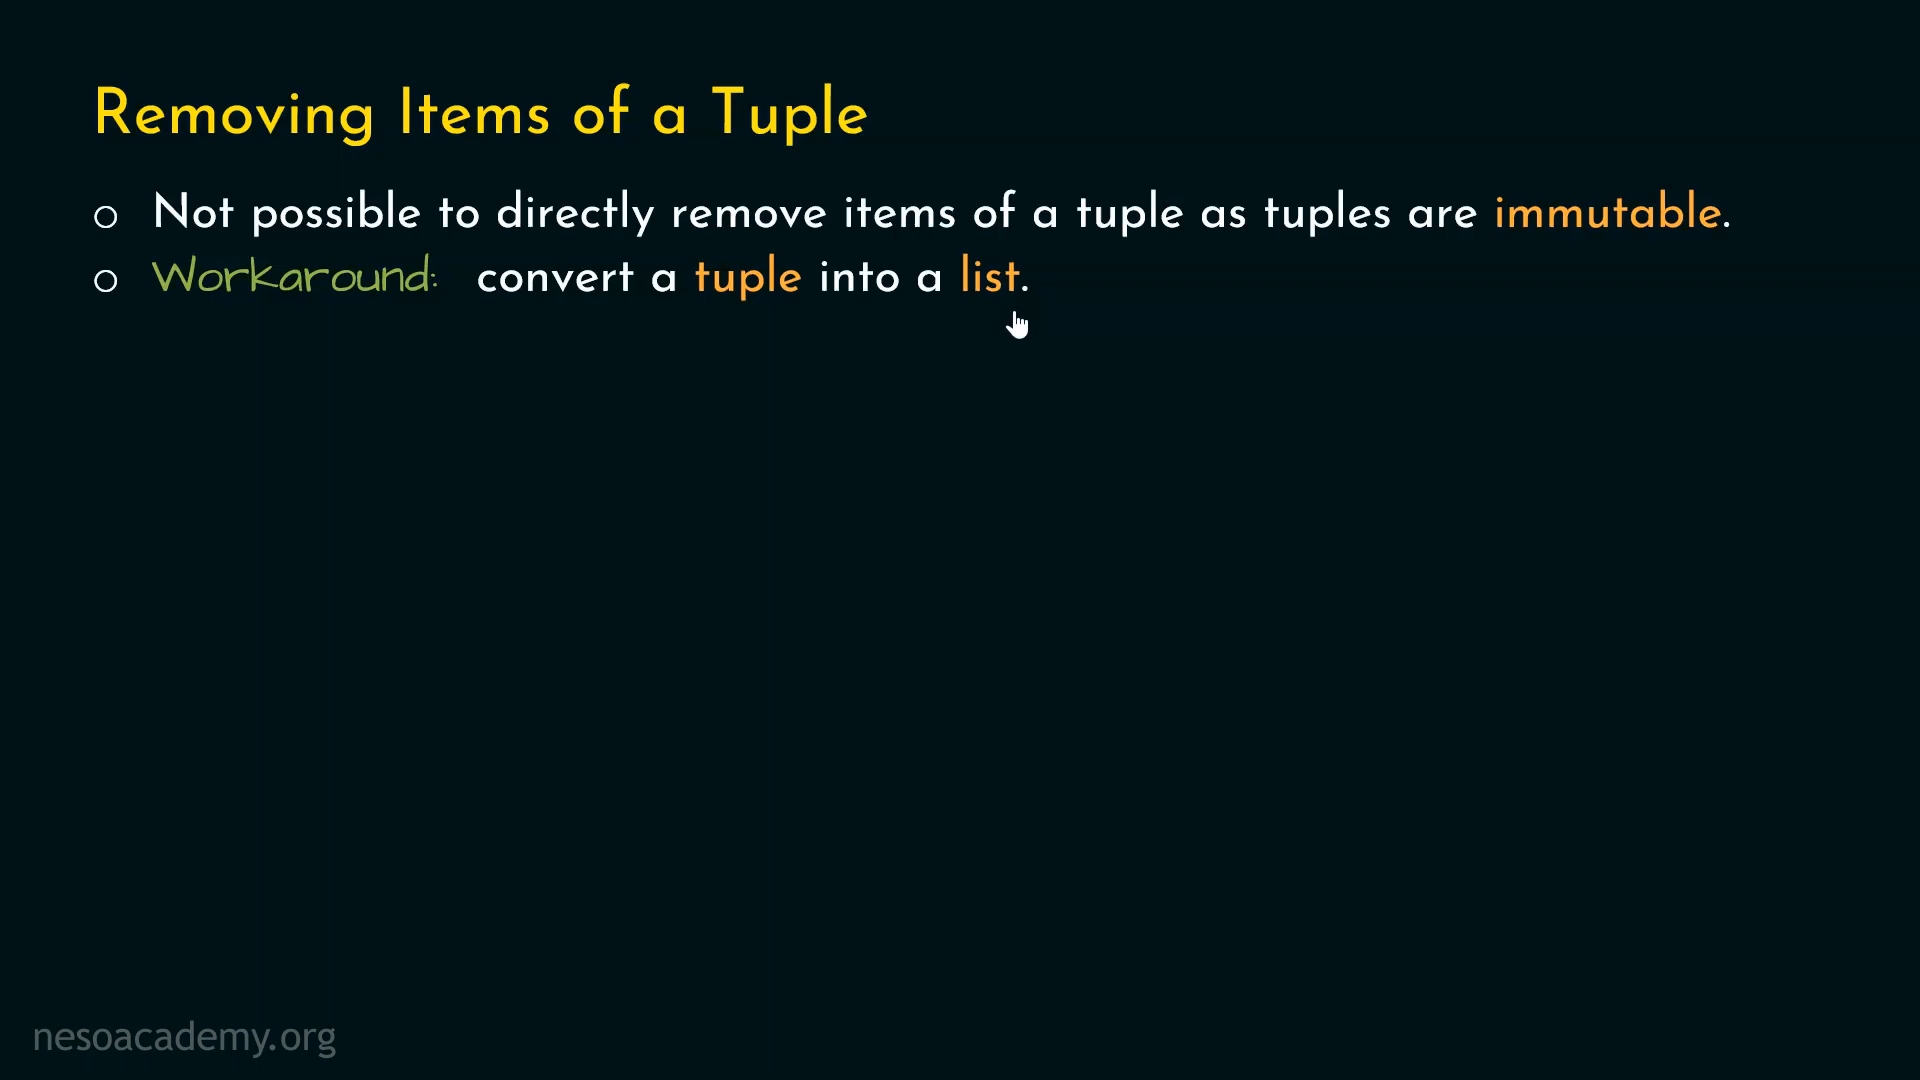 Removing Items of a Tuple
○ Not possible to directly remove items of a tuple as tuples are immutable.
○ Workaround: convert a tuple into a list.
nesoacademy.org